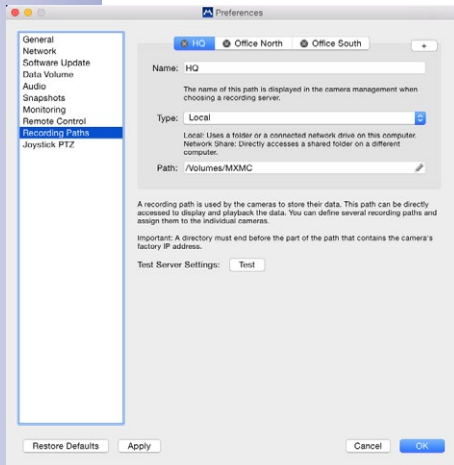 Preferences
General
Network
Software Update
Data Volume
Audio
Snapshots
Monitoring
Remote Control
Recording Paths
Joystick PTZ
HQ
Office North
Office South
+
Name: HQ
The name of this path is displayed in the camera management when
choosing a recording server.
Type: Local
Local: Uses a folder or a connected network drive on this computer.
Network Share: Directly accesses a shared folder on a different
computer.
Path: /Volumes/MXMC
A recording path is used by the cameras to store their data. This path can be directly
accessed to display and playback the data. You can define several recording paths and
assign them to the individual cameras.
Important: A directory must end before the part of the path that contains the camera's
factory IP address.
Test Server Settings: Test
Restore Defaults
Apply
Cancel
OK